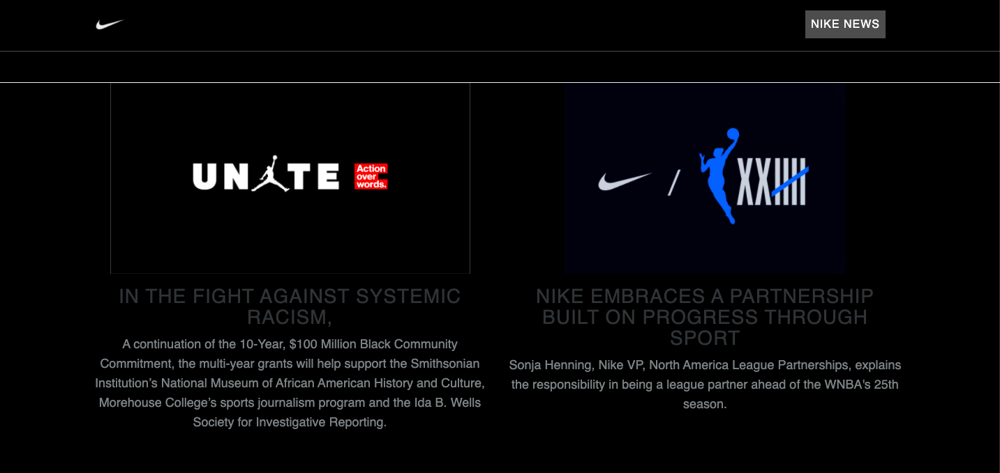 NIKE NEWS
UNITE
Action
over
words.
XXIIIII
IN THE FIGHT AGAINST SYSTEMIC
RACISM,
A continuation of the 10-Year, $100 Million Black Community
Commitment, the multi-year grants will help support the Smithsonian
Institution’s National Museum of African American History and Culture,
Morehouse College’s sports journalism program and the Ida B. Wells
Society for Investigative Reporting.
NIKE EMBRACES A PARTNERSHIP
BUILT ON PROGRESS THROUGH
SPORT
Sonja Henning, Nike VP, North America League Partnerships, explains
the responsibility in being a league partner ahead of the WNBA's 25th
season.